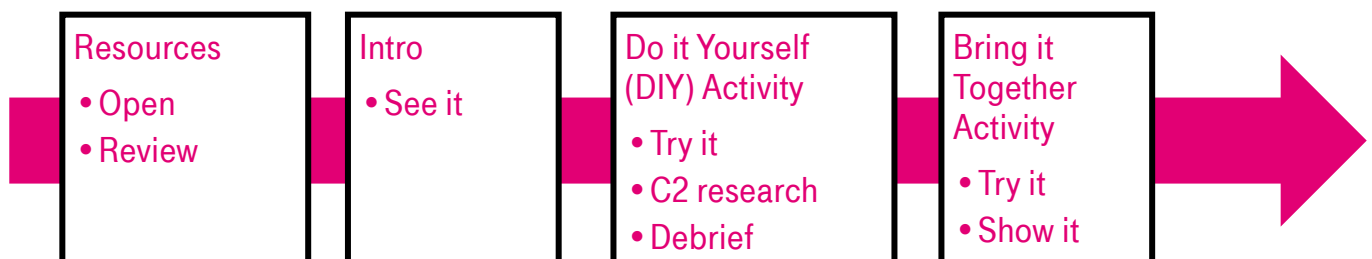 Resources
• Open
• Review
Intro
• See it
Do it Yourself
(DIY) Activity
• Try it
• C2 research
• Debrief
Bring it
Together
Activity
• Try it
• Show it